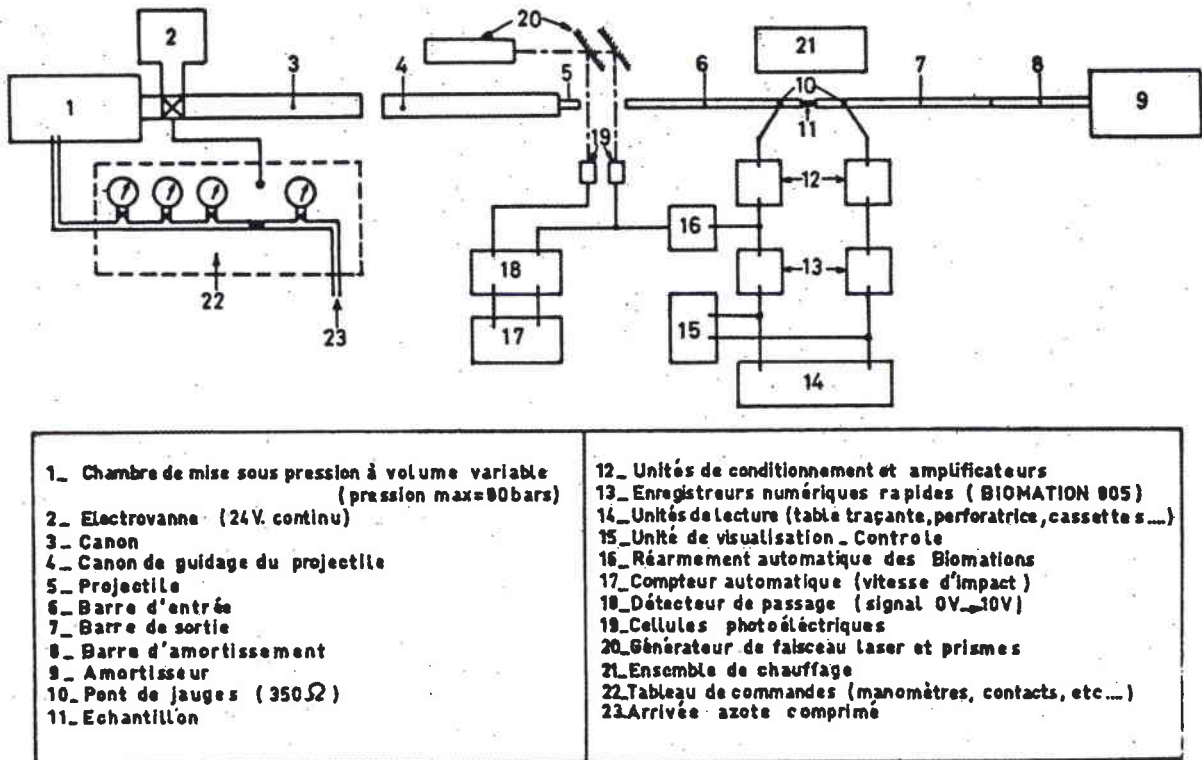 20
2
21
3
4
5
6
10
7
8
1
9
11
19
12
16
18
13
22
17
15
23
14
1_ Chambre de mise sous pression à volume variable
(pression max=90bars)
2_ Electrovanne (24V. continu)
3_ Canon
4_ Canon de guidage du projectile
5_ Projectile
6_ Barre d'entrée
7_ Barre de sortie
8_ Barre d'amortissement
9_ Amortisseur
10_ Pont de jauges (350Ω)
11_ Echantillon
12_ Unités de conditionnement et amplificateurs
13_ Enregistreurs numériques rapides (BIOMATION 805)
14_ Unités de lecture (table traçante,perforatrice,cassettes....)
15_ Unité de visualisation_Controle
16_ Réarmement automatique des Biomations
17_ Compteur automatique (vitesse d'impact)
18_ Détecteur de passage (signal 0V→10V)
19_ Cellules photoéléctriques
20_ Générateur de faisceau laser et prismes
21_ Ensemble de chauffage
22_ Tableau de commandes (manomètres, contacts, etc....)
23_ Arrivée azote comprimé